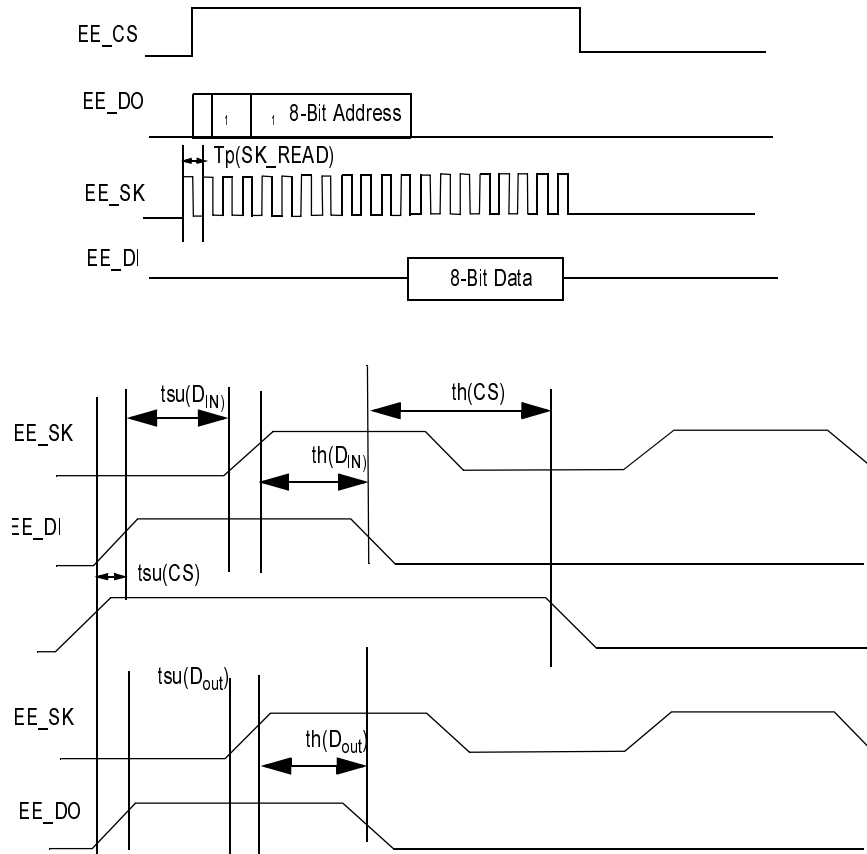 EE_CS
EE_DO
1 1 8-Bit Address
Tp(SK_READ)
EE_SK
EE_DI
8-Bit Data
tsu(DIN)
th(CS)
EE_SK
th(DIN)
EE_DI
tsu(CS)
tsu(Dout)
EE_SK
th(Dout)
EE_DO